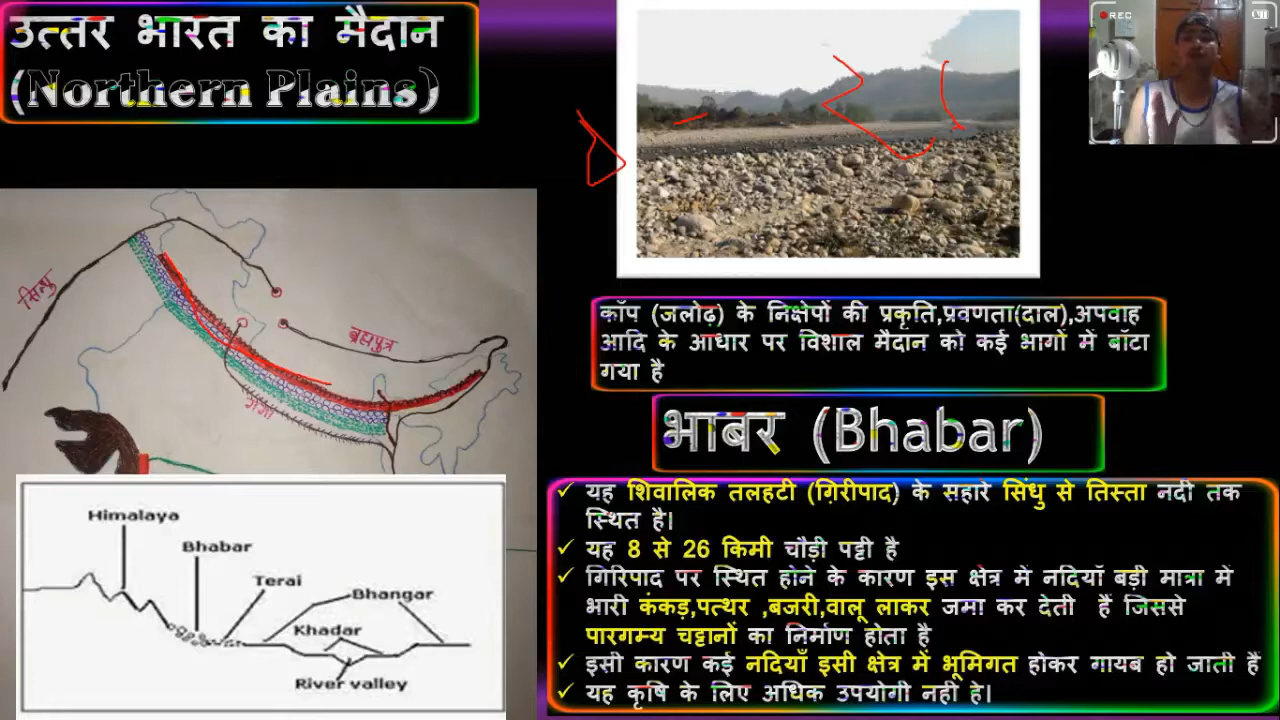 उत्तर भारत का मैदान
(Northern Plains)
REC
सिन्धु
ब्रह्मपुत्र
गंगा
कॉप (जलोढ़) के निक्षेपों की प्रकृति,प्रवणता(दाल),अपवाह
आदि के आधार पर विशाल मैदान को कई भागों में बाँटा
गया है
भाबर (Bhabar)
✓ यह शिवालिक तलहटी (गिरीपाद) के सहारे सिंधु से तिस्ता नदी तक
स्थित है।
✓ यह 8 से 26 किमी चौड़ी पट्टी है
✓ गिरिपाद पर स्थित होने के कारण इस क्षेत्र में नदियाँ बड़ी मात्रा में
भारी कंकड़,पत्थर ,बजरी,वालू लाकर जमा कर देती है जिससे
पारगम्य चट्टानों का निर्माण होता है
✓ इसी कारण कई नदियाँ इसी क्षेत्र में भूमिगत होकर गायब हो जाती है
✓ यह कृषि के लिए अधिक उपयोगी नही हे।
Himalaya
Bhabar
Terai
Bhangar
Khadar
River valley